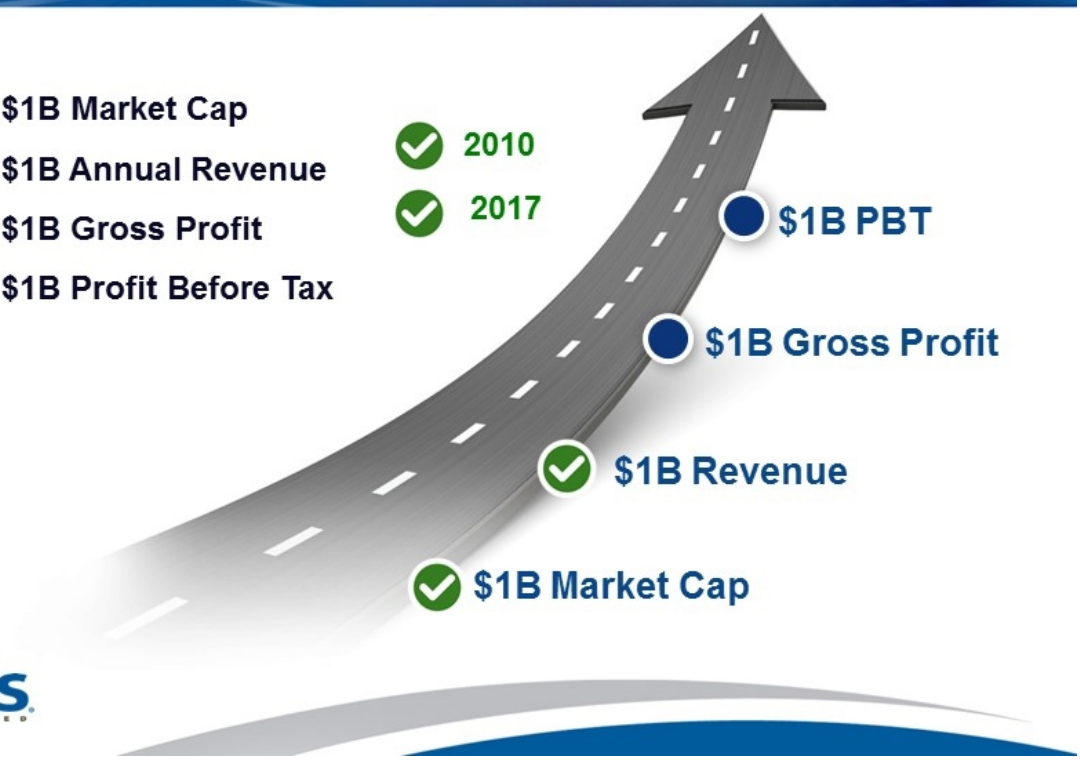 $1B Market Cap
2010
$1B Annual Revenue
2017
$1B Gross Profit
$1B Profit Before Tax
$1B PBT
$1B Gross Profit
$1B Revenue
$1B Market Cap